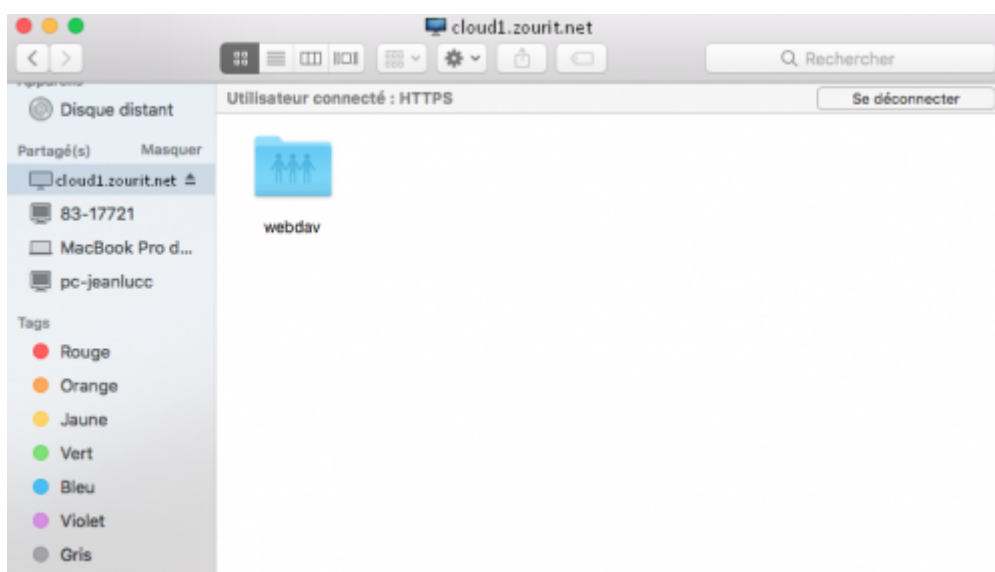 cloud1.zourit.net
Rechercher
Utilisateur connecté : HTTPS
Se déconnecter
Disque distant
Partagé(s) Masquer
cloud1.zourit.net
83-17721
MacBook Pro d...
pc-jeanlucc
Tags
Rouge
Orange
Jaune
Vert
Bleu
Violet
Gris
webdav